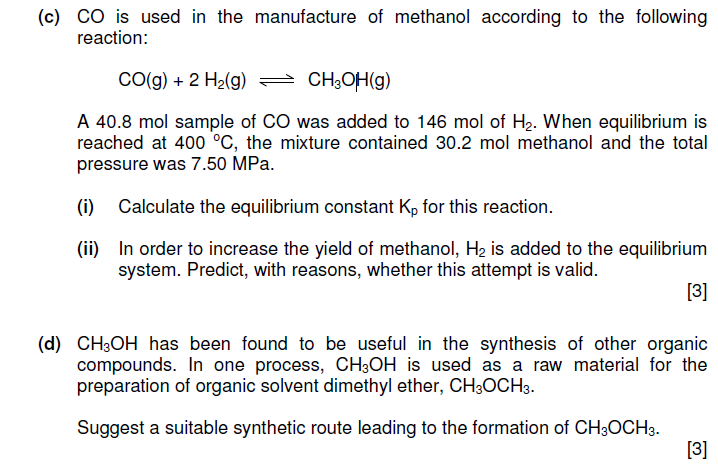 (c) CO is used in the manufacture of methanol according to the following
reaction:
CO(g) + 2 H₂(g) ⇌ CH₃OH(g)
A 40.8 mol sample of CO was added to 146 mol of H₂. When equilibrium is
reached at 400 °C, the mixture contained 30.2 mol methanol and the total
pressure was 7.50 MPa.
(i) Calculate the equilibrium constant Kₚ for this reaction.
(ii) In order to increase the yield of methanol, H₂ is added to the equilibrium
system. Predict, with reasons, whether this attempt is valid.
[3]
(d) CH₃OH has been found to be useful in the synthesis of other organic
compounds. In one process, CH₃OH is used as a raw material for the
preparation of organic solvent dimethyl ether, CH₃OCH₃.
Suggest a suitable synthetic route leading to the formation of CH₃OCH₃.
[3]